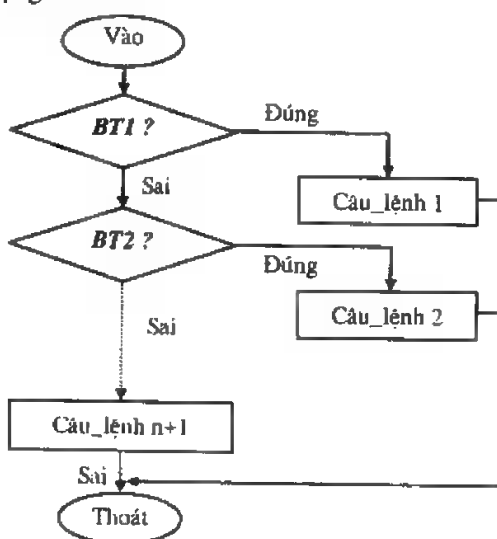 Vào
BT1 ?
Đúng
Sai
Câu_lệnh 1
BT2 ?
Đúng
Sai
Câu_lệnh 2
Câu_lệnh n+1
Sai
Thoát